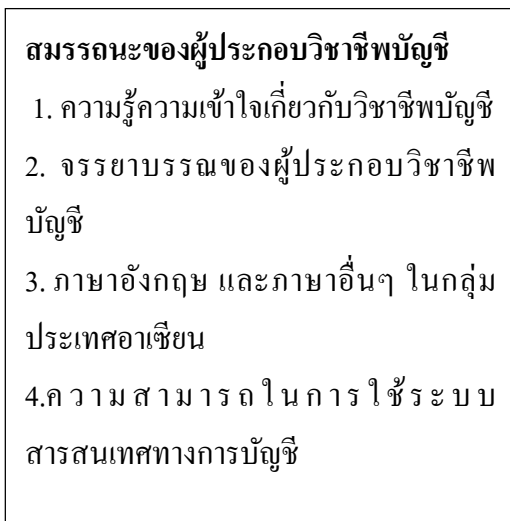 สมรรถนะของผู้ประกอบวิชาชีพบัญชี
1. ความรู้ความเข้าใจเกี่ยวกับวิชาชีพบัญชี
2. จรรยาบรรณของผู้ประกอบวิชาชีพ
บัญชี
3. ภาษาอังกฤษ และภาษาอื่นๆ ในกลุ่ม
ประเทศอาเซียน
4.ความสามารถในการใช้ระบบ
สารสนเทศทางการบัญชี